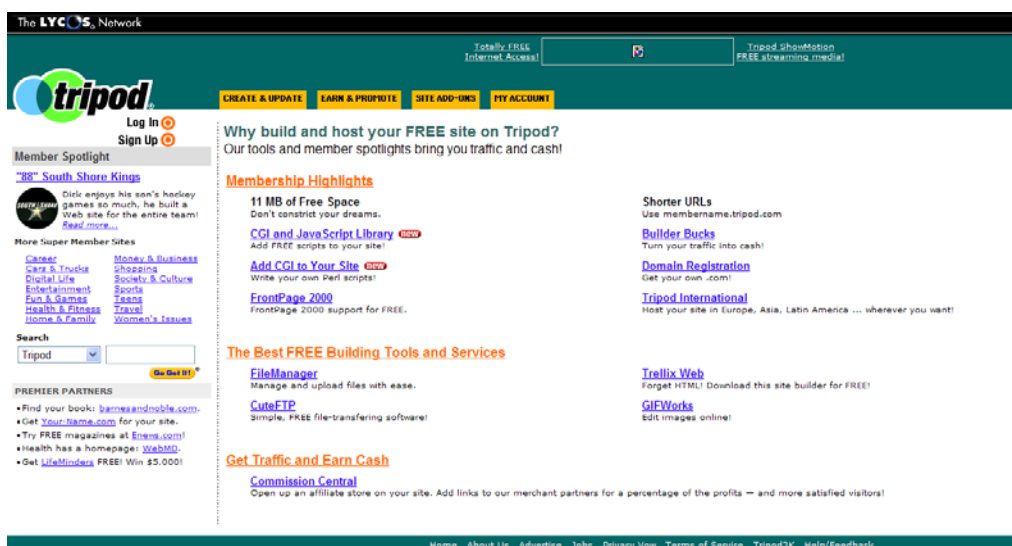 The LYCOS® Network
Totally FREE
Internet Access!
Tripod ShowMotion
FREE streaming media!
tripod
CREATE & UPDATE
EARN & PROMOTE
SITE ADD-ONS
MY ACCOUNT
Log In
Sign Up
Member Spotlight
"88" South Shore Kings
SOUTH SHORE
Dick enjoys his son's hockey
games so much, he built a
Web site for the entire team!
Read more...
More Super Member Sites
Career
Cars & Trucks
Digital Life
Entertainment
Fun & Games
Health & Fitness
Home & Family
Money & Business
Shopping
Society & Culture
Sports
Teens
Travel
Women's Issues
Search
Tripod
Go Get It!
PREMIER PARTNERS
•Find your book: barnesandnoble.com.
•Get Your-Name.com for your site.
•Try FREE magazines at Enews.com!
•Health has a homepage: WebMD.
•Get LifeMinders FREE! Win $5,000!
Why build and host your FREE site on Tripod?
Our tools and member spotlights bring you traffic and cash!
Membership Highlights
11 MB of Free Space
Don't constrict your dreams.
CGI and JavaScript Library new
Add FREE scripts to your site!
Add CGI to Your Site new
Write your own Perl scripts!
FrontPage 2000
FrontPage 2000 support for FREE.
Shorter URLs
Use membername.tripod.com
Builder Bucks
Turn your traffic into cash!
Domain Registration
Get your own .com!
Tripod International
Host your site in Europe, Asia, Latin America ... wherever you want!
The Best FREE Building Tools and Services
FileManager
Manage and upload files with ease.
CuteFTP
Simple, FREE file-transfering software!
Trellix Web
Forget HTML! Download this site builder for FREE!
GIFWorks
Edit images online!
Get Traffic and Earn Cash
Commission Central
Open up an affiliate store on your site. Add links to our merchant partners for a percentage of the profits — and more satisfied visitors!
Home About Us Advertise Jobs Privacy Vow Terms of Service Tripod2K Help/Feedback